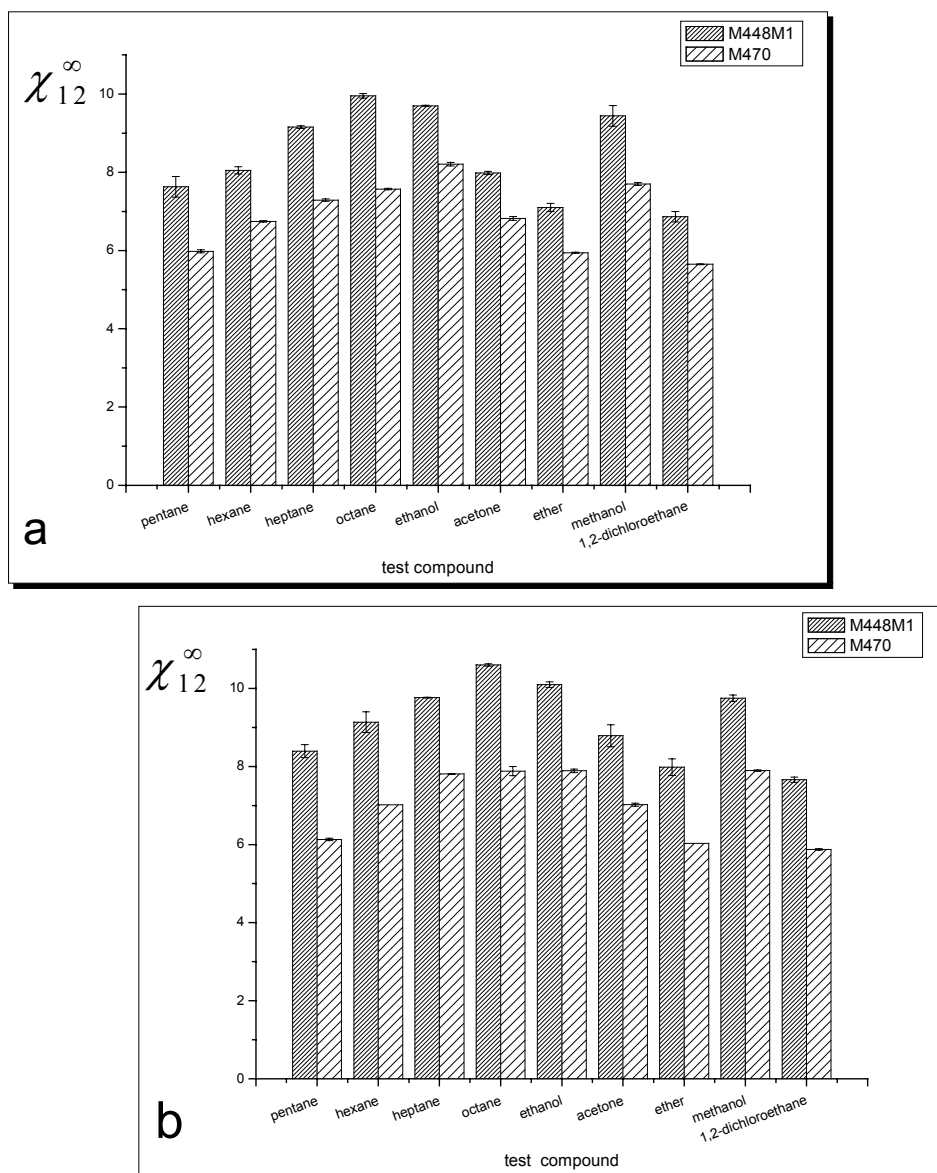 M448M1
M470
χ12∞
10
8
6
4
2
0
pentane
hexane
heptane
octane
ethanol
acetone
ether
methanol
1,2-dichloroethane
a
test compound
M448M1
M470
χ12∞
10
8
6
4
2
0
pentane
hexane
heptane
octane
ethanol
acetone
ether
methanol
1,2-dichloroethane
b
test compound